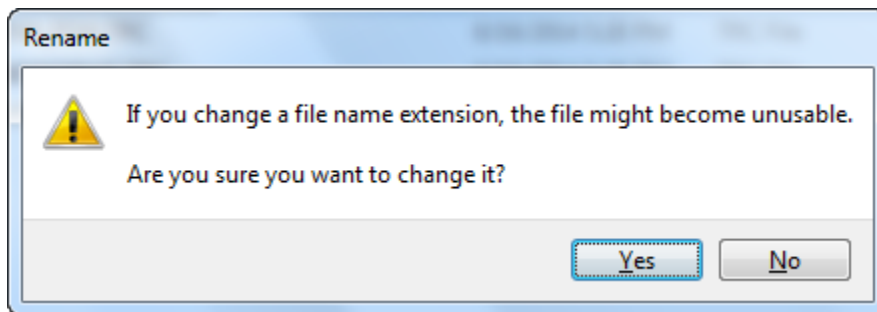 Rename
If you change a file name extension, the file might become unusable.
Are you sure you want to change it?
Yes
No